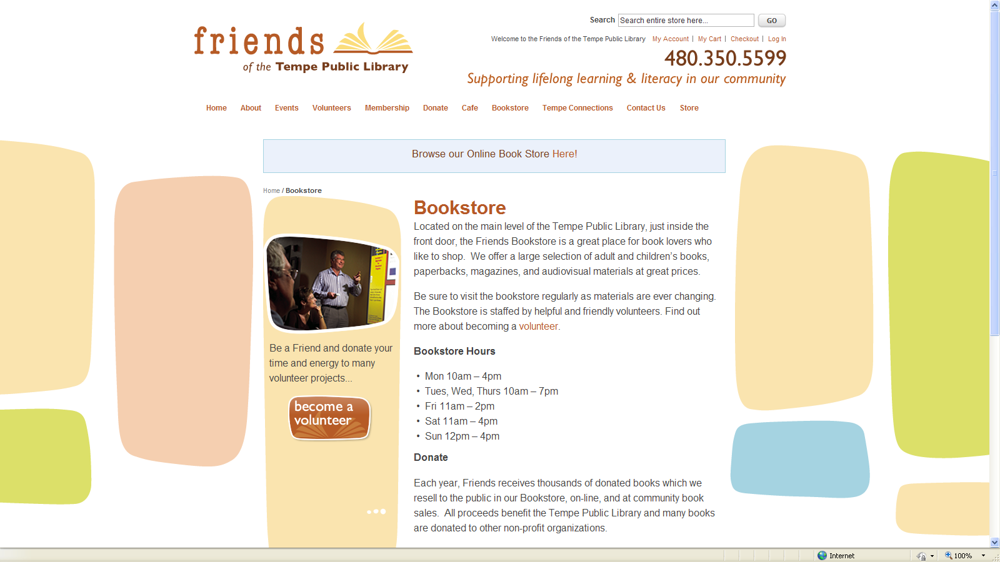 friends
of the Tempe Public Library
Search
Search entire store here...
GO
Welcome to the Friends of the Tempe Public Library
My Account | My Cart | Checkout | Log In
480.350.5599
Supporting lifelong learning & literacy in our community
Home About Events Volunteers Membership Donate Cafe Bookstore Tempe Connections Contact Us Store
Browse our Online Book Store Here!
Home / Bookstore
Be a Friend and donate your
time and energy to many
volunteer projects...
become a
volunteer
Bookstore
Located on the main level of the Tempe Public Library, just inside the
front door, the Friends Bookstore is a great place for book lovers who
like to shop.  We offer a large selection of adult and children’s books,
paperbacks, magazines, and audiovisual materials at great prices.
Be sure to visit the bookstore regularly as materials are ever changing.
The Bookstore is staffed by helpful and friendly volunteers. Find out
more about becoming a volunteer.
Bookstore Hours
• Mon 10am – 4pm
• Tues, Wed, Thurs 10am – 7pm
• Fri 11am – 2pm
• Sat 11am – 4pm
• Sun 12pm – 4pm
Donate
Each year, Friends receives thousands of donated books which we
resell to the public in our Bookstore, on-line, and at community book
sales.  All proceeds benefit the Tempe Public Library and many books
are donated to other non-profit organizations.
Internet
100%